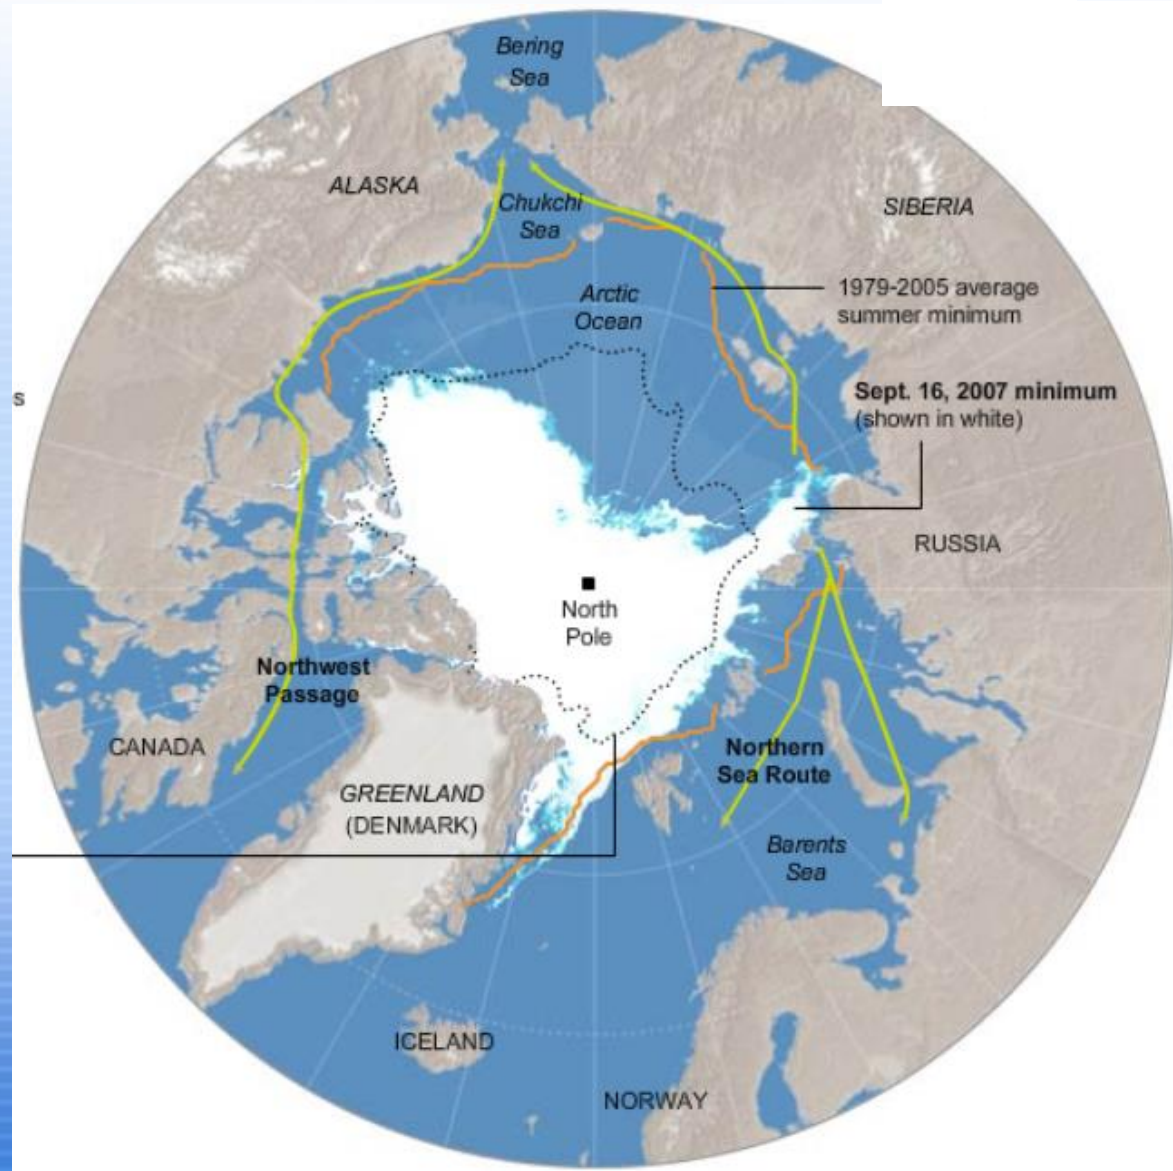 Bering
Sea
ALASKA
Chukchi
Sea
SIBERIA
Arctic
Ocean
1979-2005 average
summer minimum
s
Sept. 16, 2007 minimum
(shown in white)
RUSSIA
North
Pole
Northwest
Passage
CANADA
Northern
Sea Route
GREENLAND
(DENMARK)
Barents
Sea
ICELAND
NORWAY